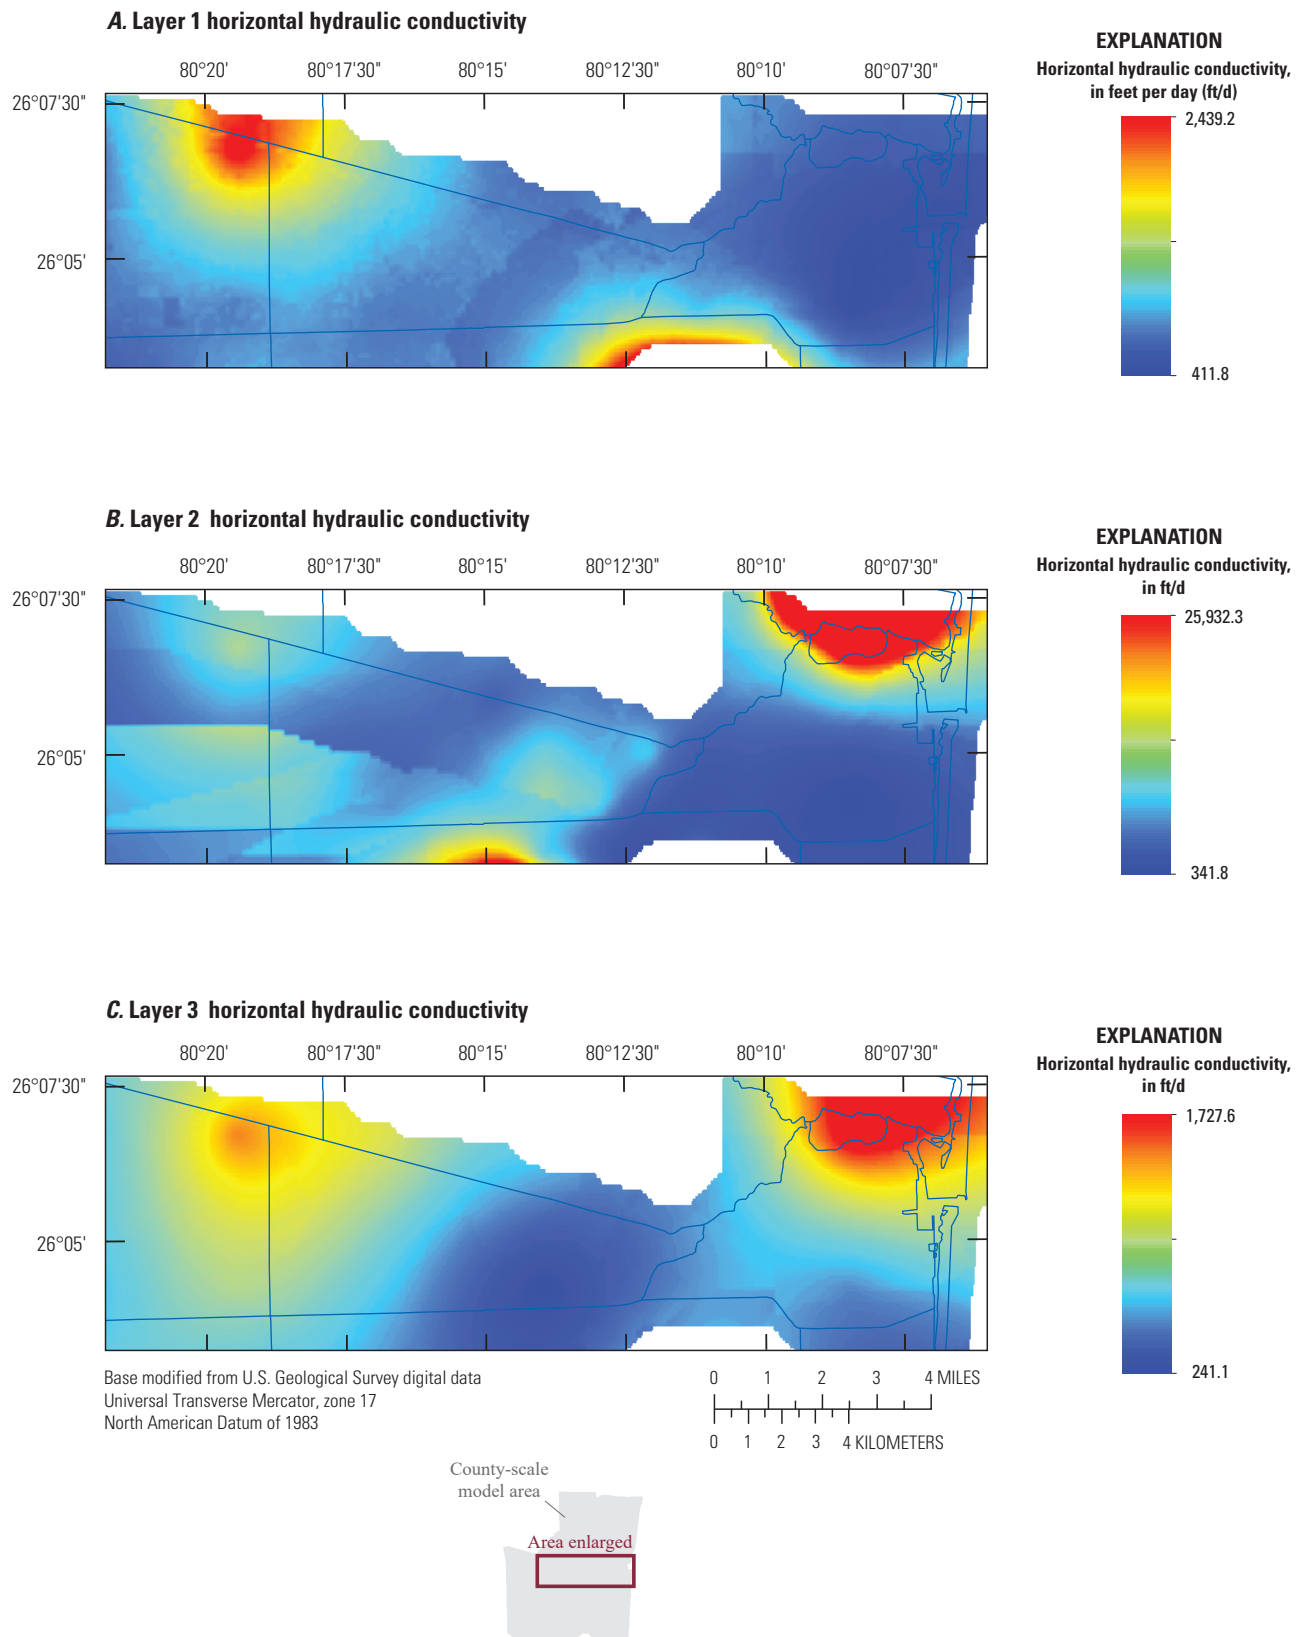 A. Layer 1 horizontal hydraulic conductivity
80°20' 80°17'30" 80°15' 80°12'30" 80°10' 80°07'30"
26°07'30"
26°05'
EXPLANATION
Horizontal hydraulic conductivity,
in feet per day (ft/d)
2,439.2
411.8
B. Layer 2 horizontal hydraulic conductivity
80°20' 80°17'30" 80°15' 80°12'30" 80°10' 80°07'30"
26°07'30"
26°05'
EXPLANATION
Horizontal hydraulic conductivity,
in ft/d
25,932.3
341.8
C. Layer 3 horizontal hydraulic conductivity
80°20' 80°17'30" 80°15' 80°12'30" 80°10' 80°07'30"
26°07'30"
26°05'
EXPLANATION
Horizontal hydraulic conductivity,
in ft/d
1,727.6
241.1
Base modified from U.S. Geological Survey digital data
Universal Transverse Mercator, zone 17
North American Datum of 1983
0 1 2 3 4 MILES
0 1 2 3 4 KILOMETERS
County-scale
model area
Area enlarged